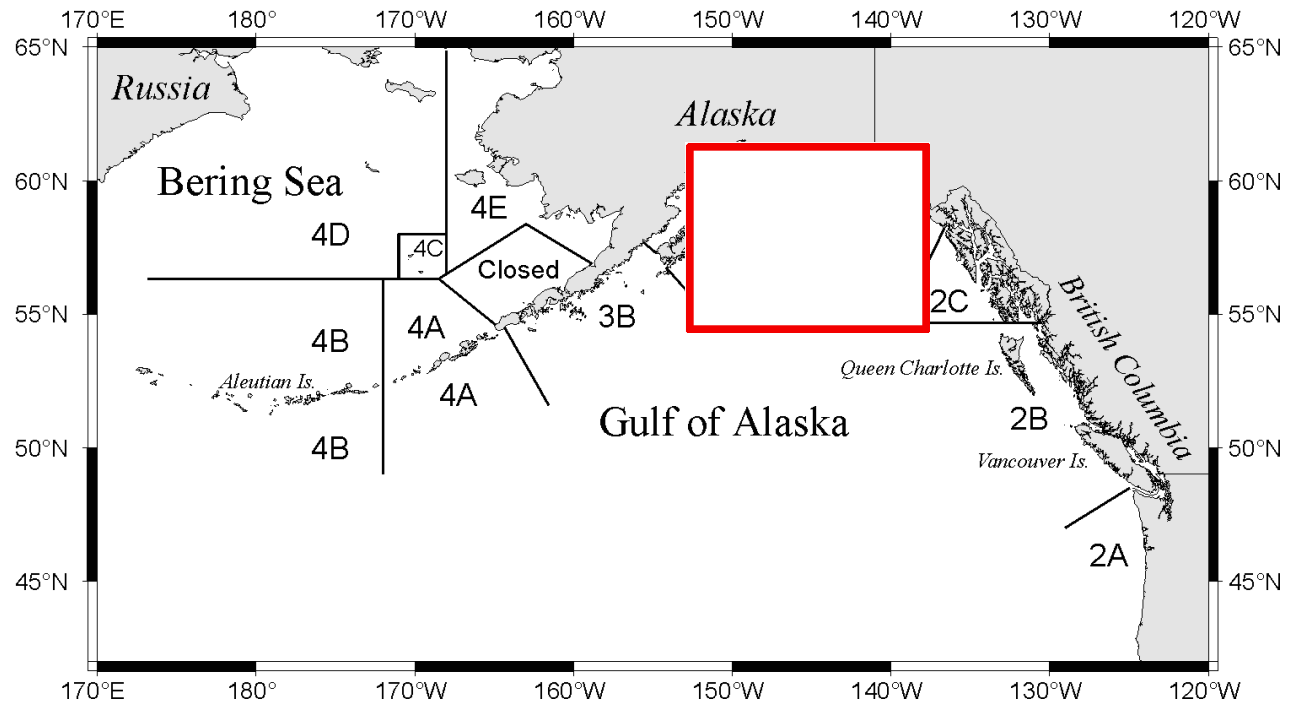 170°E 180° 170°W 160°W 150°W 140°W 130°W 120°W
65°N 65°N
Russia
Alaska
60°N 60°N
Bering Sea
4E
4D
4C
Closed
2C
55°N 3B 55°N
4A
4B
British Columbia
Queen Charlotte Is.
Aleutian Is.
4A
Gulf of Alaska
2B
50°N 4B 50°N
Vancouver Is.
2A
45°N 45°N
170°E 180° 170°W 160°W 150°W 140°W 130°W 120°W